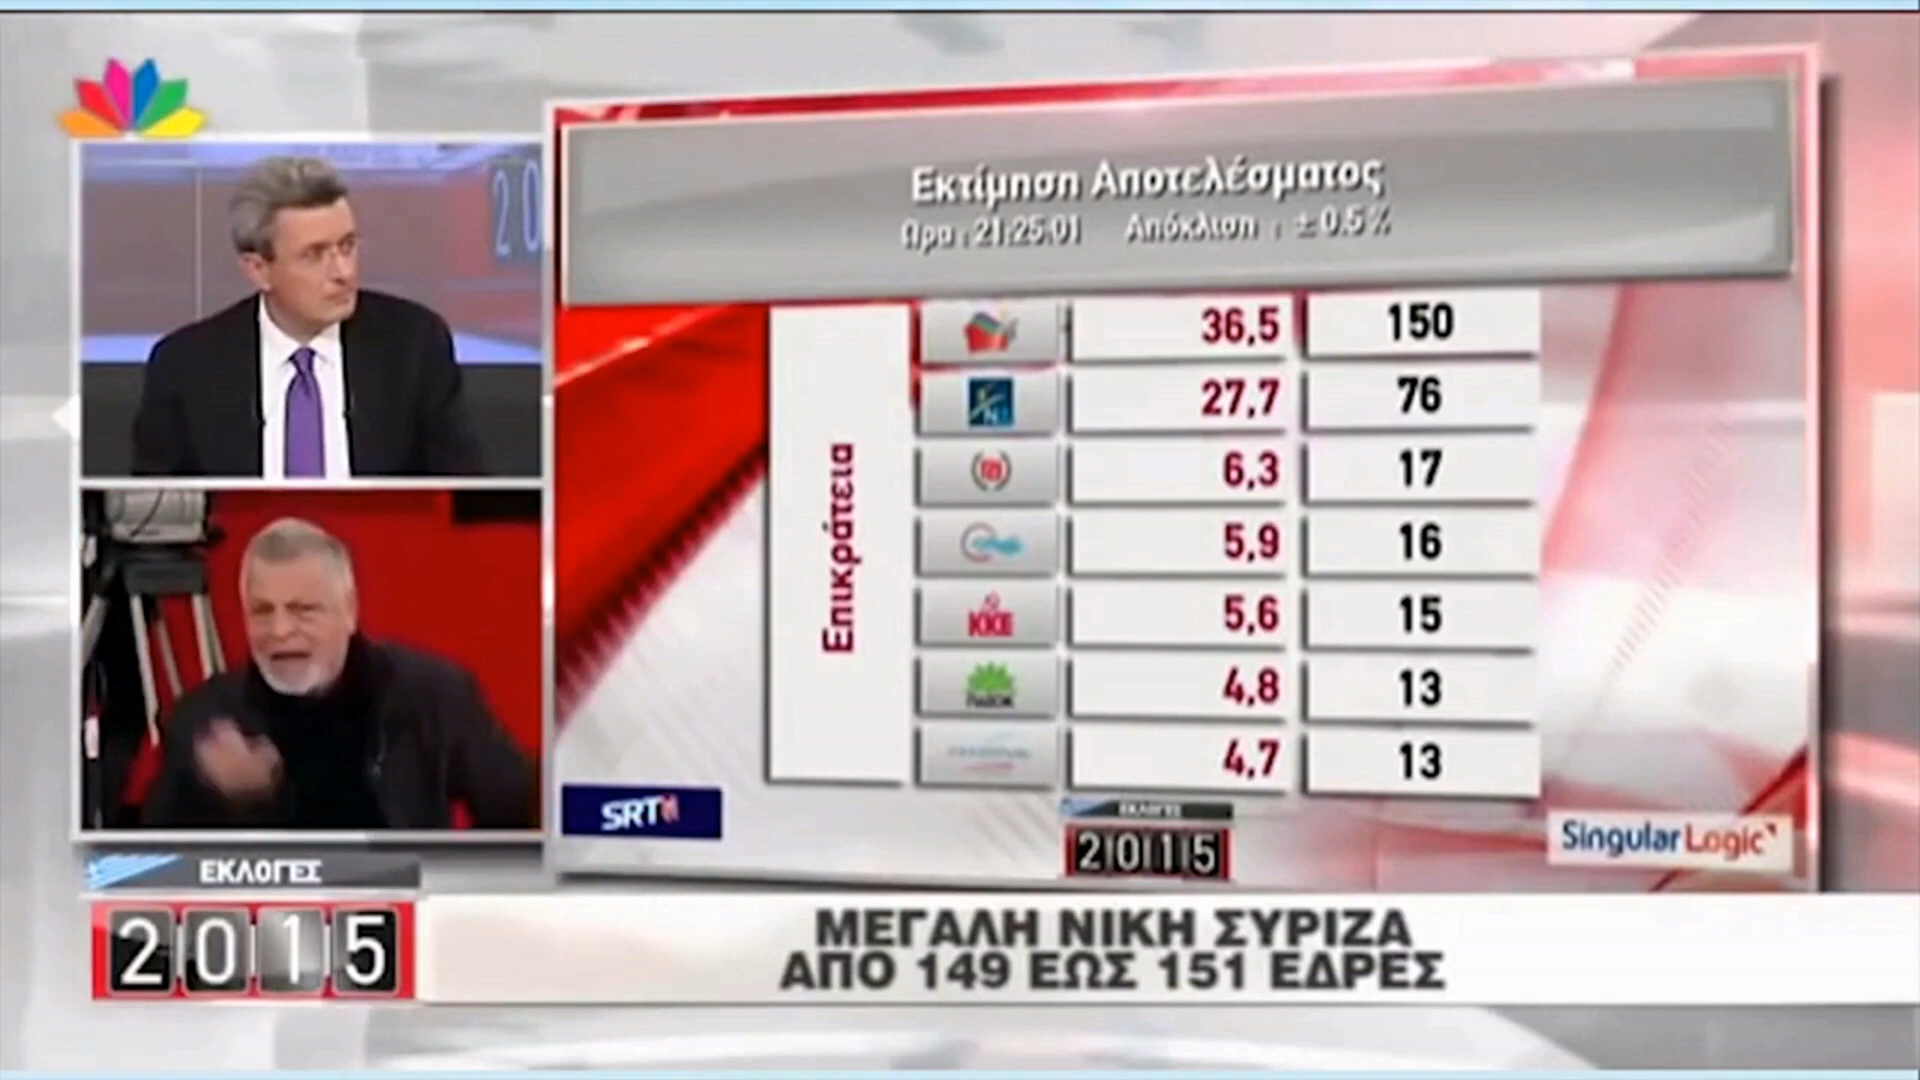 Εκτίμηση Αποτελέσματος
Ώρα : 21:25:01 Απόκλιση : ± 0.5 %
Επικράτεια
36,5 150
27,7 76
6,3 17
5,9 16
ΚΚΕ 5,6 15
ΠΑΣΟΚ 4,8 13
4,7 13
20
SRT
ΕΚΛΟΓΕΣ
2015
SingularLogic
ΕΚΛΟΓΕΣ
2015
ΜΕΓΑΛΗ ΝΙΚΗ ΣΥΡΙΖΑ
ΑΠΟ 149 ΕΩΣ 151 ΕΔΡΕΣ